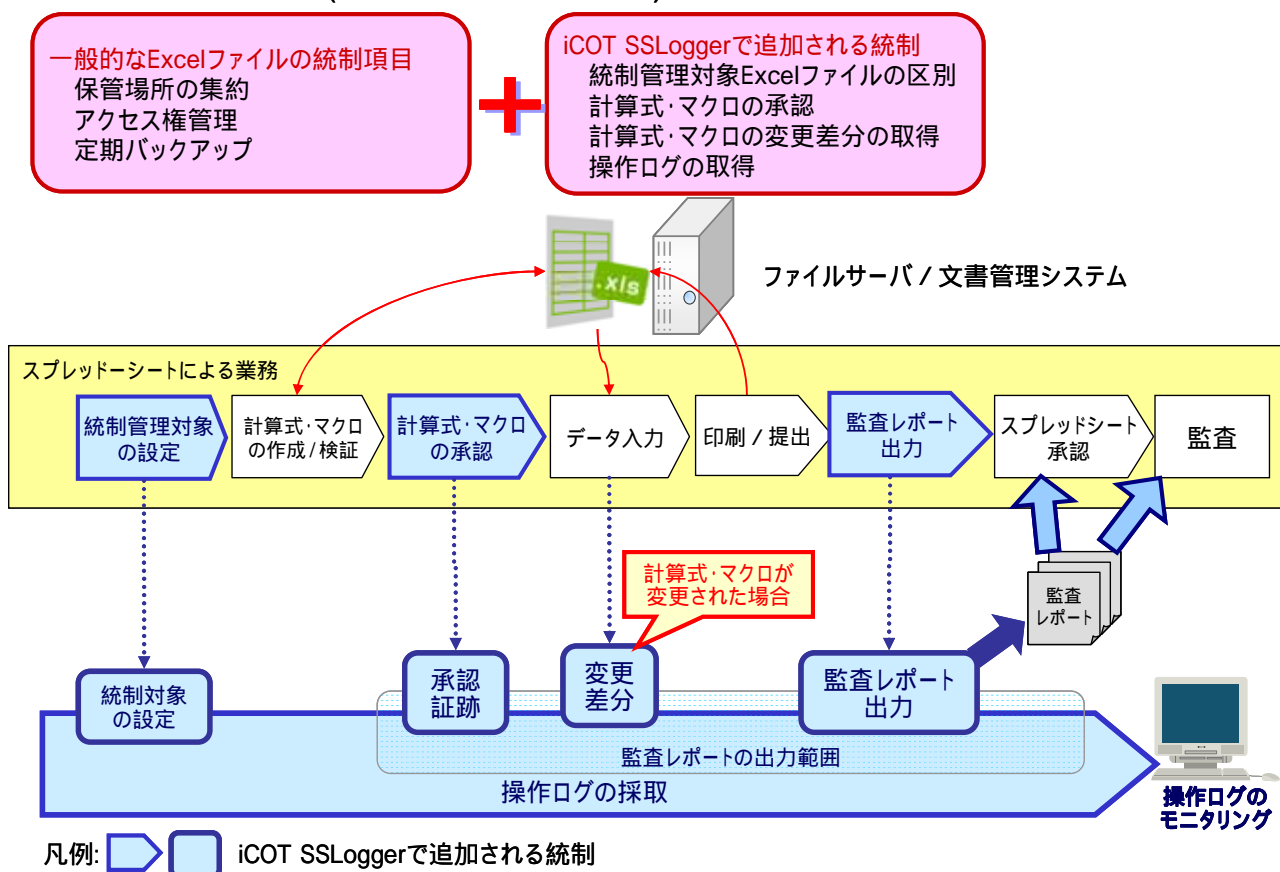 一般的なExcelファイルの統制項目
保管場所の集約
アクセス権管理
定期バックアップ
iCOT SSLoggerで追加される統制
統制管理対象Excelファイルの区別
計算式･マクロの承認
計算式･マクロの変更差分の取得
操作ログの取得
.xls
ファイルサーバ / 文書管理システム
スプレッドーシートによる業務
統制管理対象
の設定
計算式･マクロ
の作成/検証
計算式･マクロ
の承認
データ入力
印刷 / 提出
監査レポート
出力
スプレッドシート
承認
監査
計算式･マクロが
変更された場合
監査
レポート
統制対象
の設定
承認
証跡
変更
差分
監査レポート
出力
監査レポートの出力範囲
操作ログの採取
操作ログの
モニタリング
凡例:
iCOT SSLoggerで追加される統制